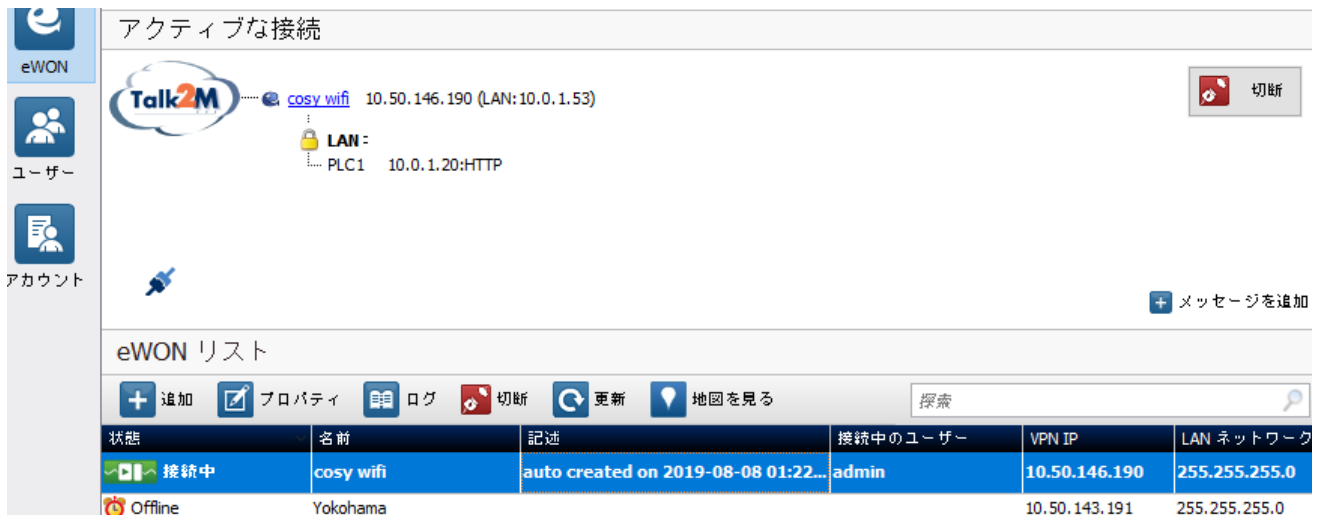 eWON
ユーザー
アカウント
アクティブな接続
Talk2M
cosy wifi 10.50.146.190 (LAN:10.0.1.53)
切断
LAN:
PLC1 10.0.1.20:HTTP
メッセージを追加
eWON リスト
追加 プロパティ ログ 切断 更新 地図を見る 探索
状態 名前 記述 接続中のユーザー VPN IP LAN ネットワーク
接続中 cosy wifi auto created on 2019-08-08 01:22... admin 10.50.146.190 255.255.255.0
Offline Yokohama 10.50.143.191 255.255.255.0